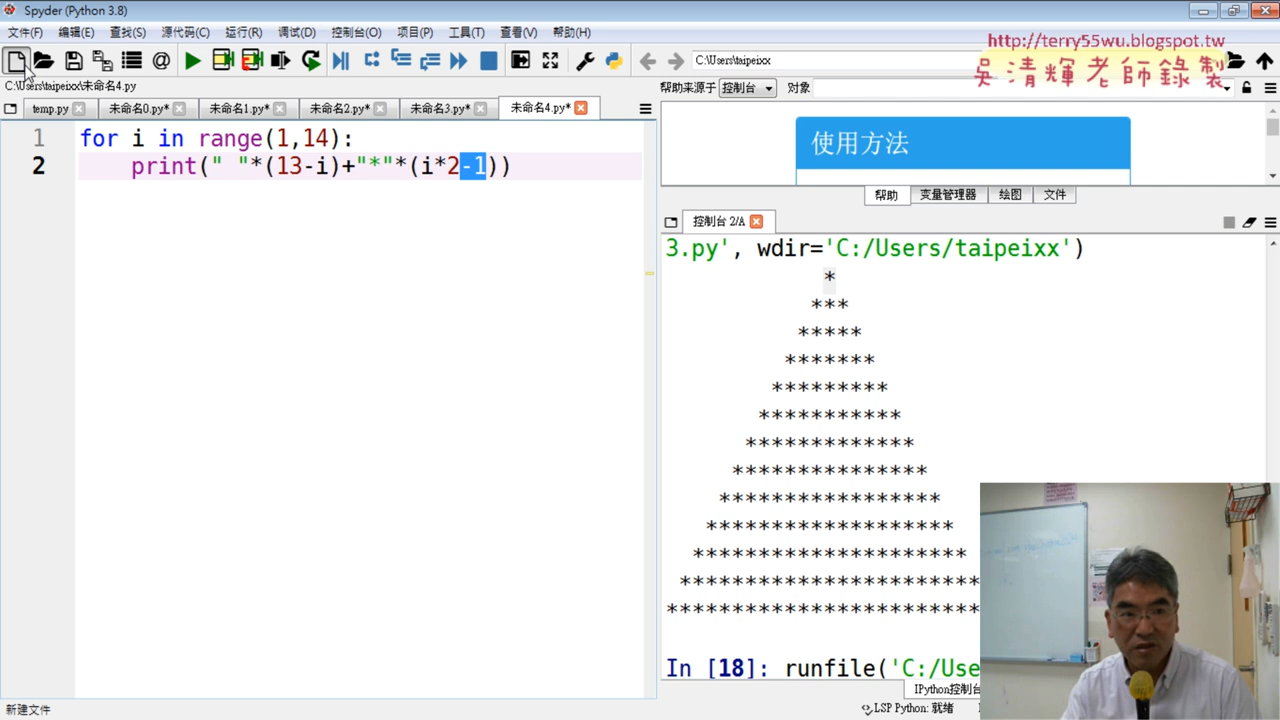 Spyder (Python 3.8)
文件(F) 编辑(E) 查找(S) 源代码(C) 运行(R) 调试(D) 控制台(O) 项目(P) 工具(T) 查看(V) 帮助(H)
http://terry55wu.blogspot.tw
吳清輝老師錄製
C:\Users\taipeixx
C:\Users\taipeixx\未命名4.py
帮助来源于 控制台 对象
temp.py 未命名0.py* 未命名1.py* 未命名2.py* 未命名3.py* 未命名4.py*
1 for i in range(1,14):
2 print(" "*(13-i)+"*"*(i*2-1))
使用方法
帮助 变量管理器 绘图 文件
控制台 2/A
3.py', wdir='C:/Users/taipeixx')
*
***
*****
*******
*********
***********
*************
***************
*****************
*******************
*********************
***********************
************************
In [18]: runfile('C:/Use
IPython控制台
LSP Python: 就绪
新建文件